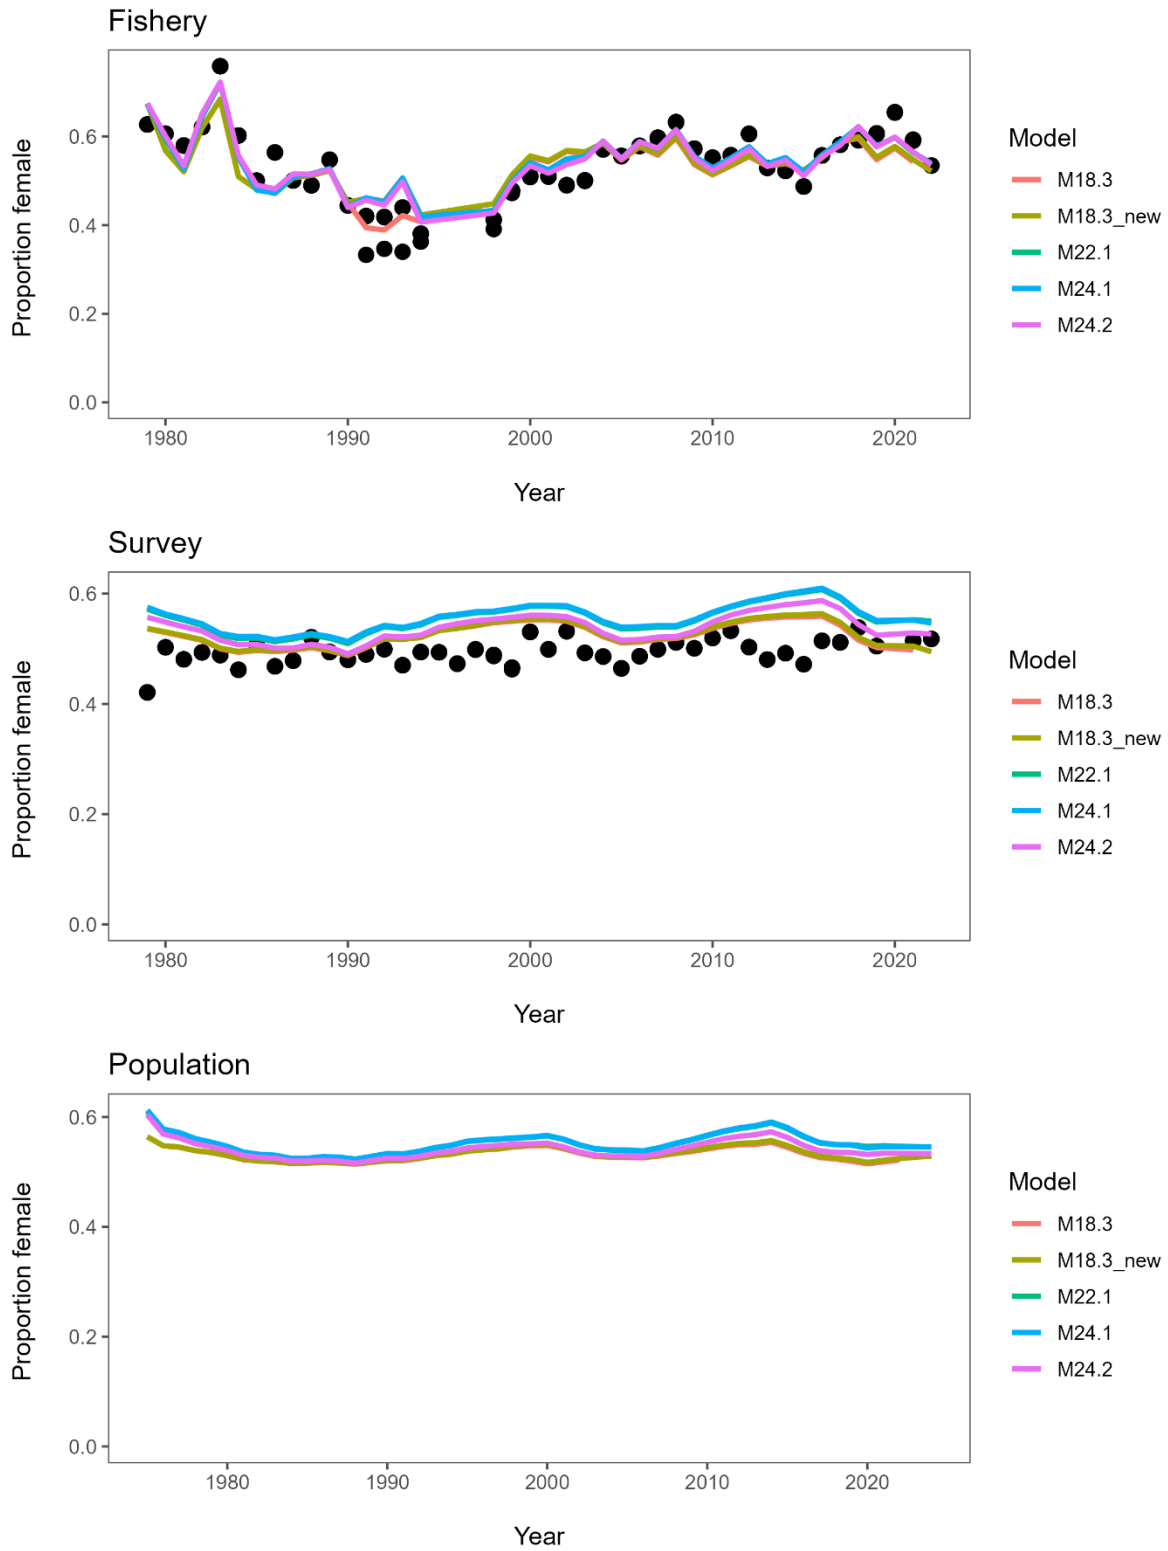 Fishery
Proportion female
0.6
0.4
0.2
0.0
1980 1990 2000 2010 2020
Year
Model
M18.3
M18.3_new
M22.1
M24.1
M24.2
Survey
Proportion female
0.6
0.4
0.2
0.0
1980 1990 2000 2010 2020
Year
Model
M18.3
M18.3_new
M22.1
M24.1
M24.2
Population
Proportion female
0.6
0.4
0.2
0.0
1980 1990 2000 2010 2020
Year
Model
M18.3
M18.3_new
M22.1
M24.1
M24.2